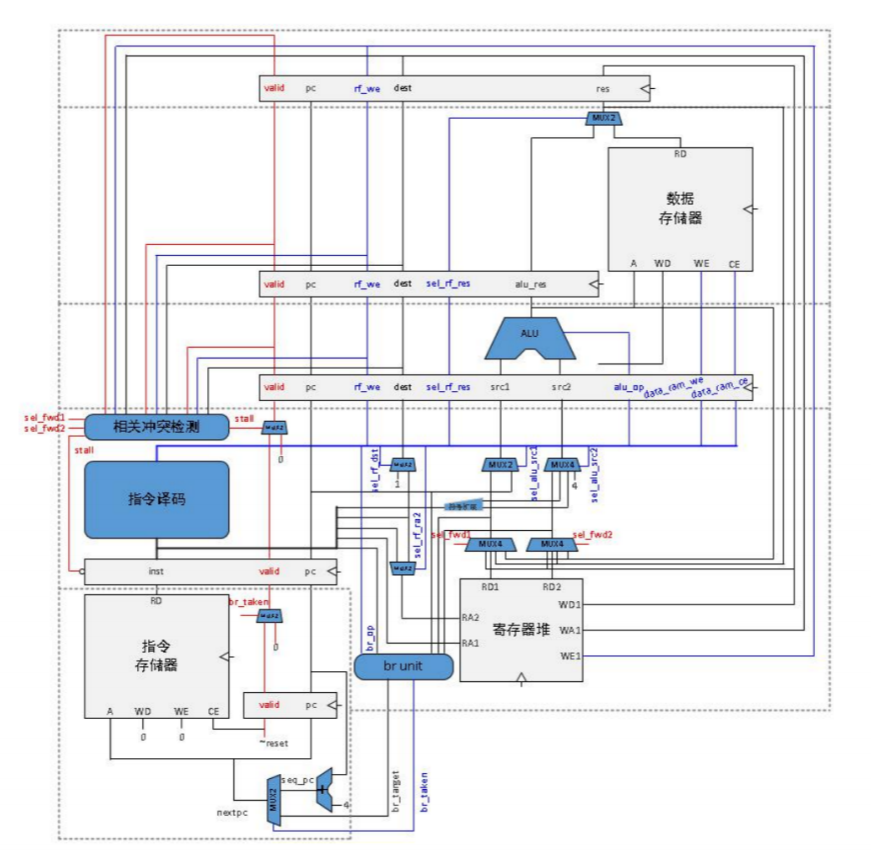 valid pc rf_we dest res
MUX2
RD
数据
存储器
A WD WE CE
valid pc rf_we dest sel_rf_res alu_res
ALU
valid pc rf_we dest sel_rf_res src1 src2 alu_op data_ram_we data_ram_ce
sel_fwd1
sel_fwd2
相关冲突检测
stall
MUX2
0
stall
指令译码
sel_rf_dst
MUX2
1
MUX2
sel_alu_src1
MUX4
4
sel_alu_src2
sel_rf_ra2
MUX2
sel_fwd1
MUX4
MUX4
sel_fwd2
inst valid pc
RD
指令
存储器
A WD WE CE
0 0
br_taken
MUX2
0
valid pc
~reset
br_op
br unit
RD1 RD2
RA2
RA1
寄存器堆
WD1
WA1
WE1
seq_pc
+
4
MUX2
nextpc
br_target
br_taken